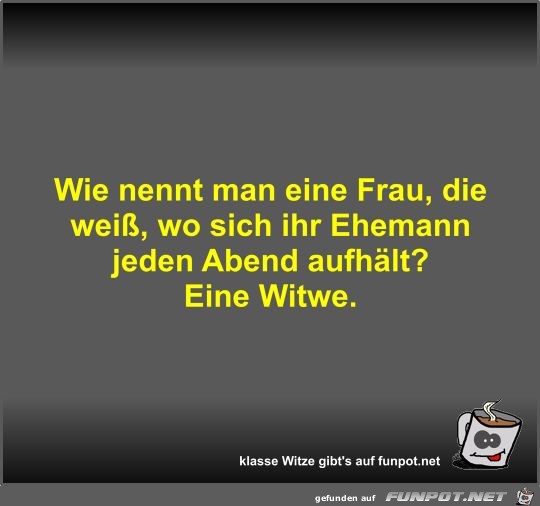 Wie nennt man eine Frau, die
weiß, wo sich ihr Ehemann
jeden Abend aufhält?
Eine Witwe.
klasse Witze gibt's auf funpot.net
gefunden auf FUNPOT.NET